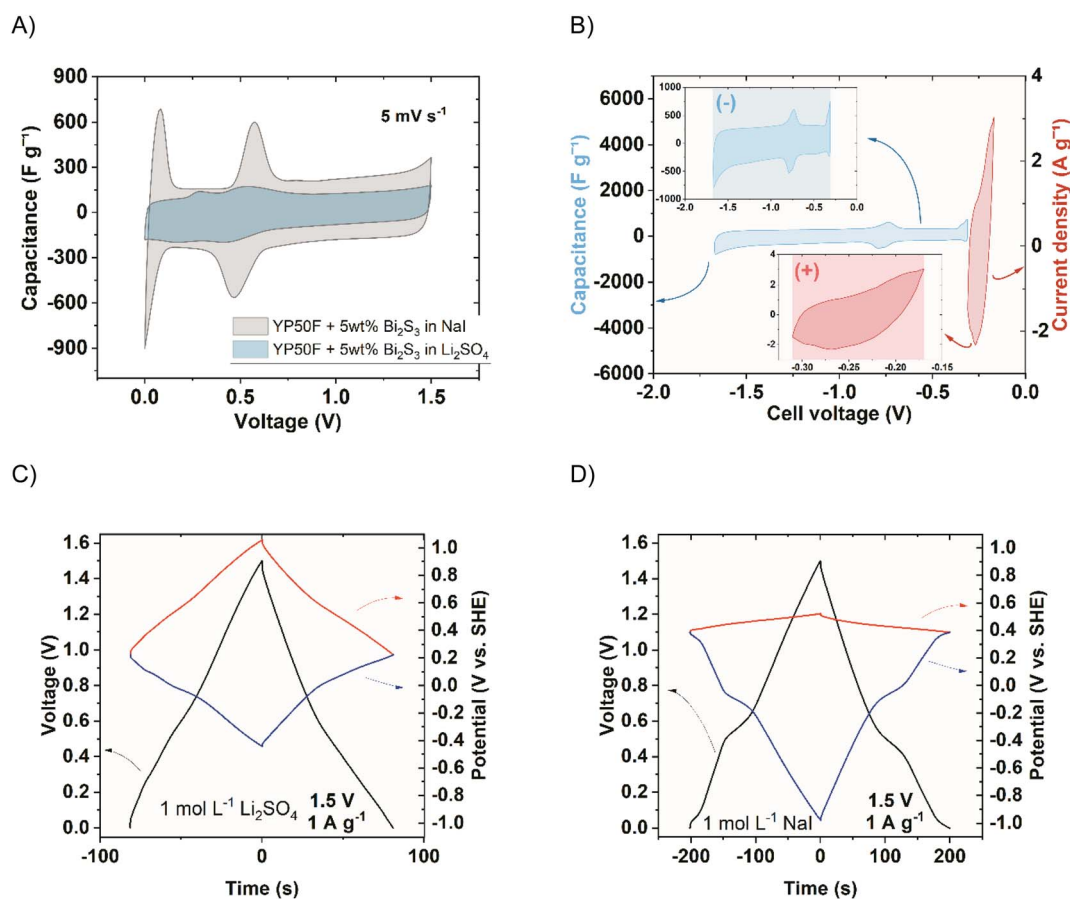 A)
900
600
300
0
-300
-600
-900
Capacitance (F g⁻¹)
5 mV s⁻¹
YP50F + 5wt% Bi₂S₃ in NaI
YP50F + 5wt% Bi₂S₃ in Li₂SO₄
0.0 0.5 1.0 1.5
Voltage (V)
B)
6000
4000
2000
0
-2000
-4000
-6000
Capacitance (F g⁻¹)
4
2
0
-2
Current density (A g⁻¹)
1000
500
0
-500
-1000
(-)
-2.0 -1.5 -1.0 -0.5 0.0
4
2
0
-2
(+)
-0.30 -0.25 -0.20 -0.15
-2.0 -1.5 -1.0 -0.5 0.0
Cell voltage (V)
C)
1.6
1.4
1.2
1.0
0.8
0.6
0.4
0.2
0.0
Voltage (V)
1.0
0.8
0.6
0.4
0.2
0.0
-0.2
-0.4
-0.6
-0.8
-1.0
Potential (V vs. SHE)
1 mol L⁻¹ Li₂SO₄
1.5 V
1 A g⁻¹
-100 0 100
Time (s)
D)
1.6
1.4
1.2
1.0
0.8
0.6
0.4
0.2
0.0
Voltage (V)
1.0
0.8
0.6
0.4
0.2
0.0
-0.2
-0.4
-0.6
-0.8
-1.0
Potential (V vs. SHE)
1 mol L⁻¹ NaI
1.5 V
1 A g⁻¹
-200 -100 0 100 200
Time (s)